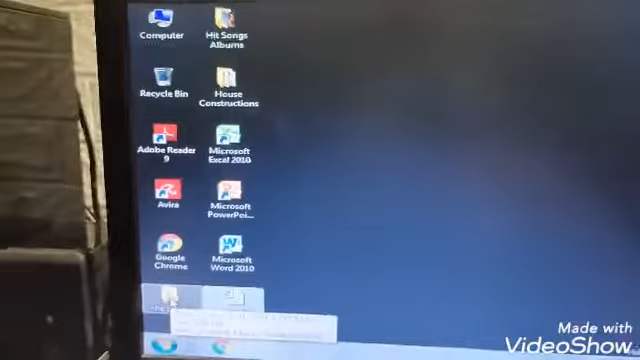 Computer
Hit Songs
Albums
Recycle Bin
House
Constructions
Adobe Reader
9
Microsoft
Excel 2010
Avira
Microsoft
PowerPoi...
Google
Chrome
Microsoft
Word 2010
Made with
VideoShow